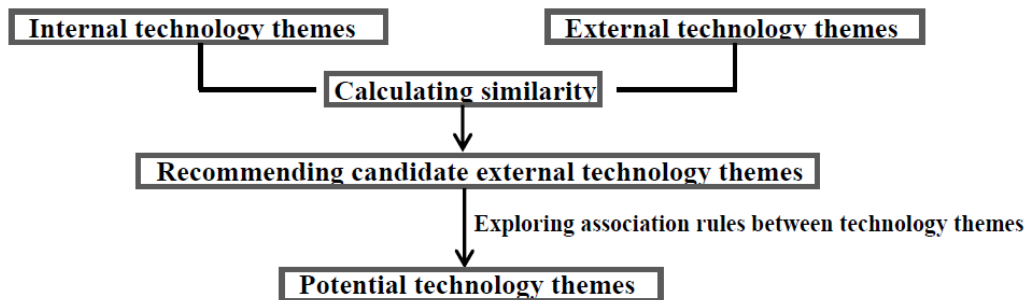 Internal technology themes
External technology themes
Calculating similarity
Recommending candidate external technology themes
Exploring association rules between technology themes
Potential technology themes